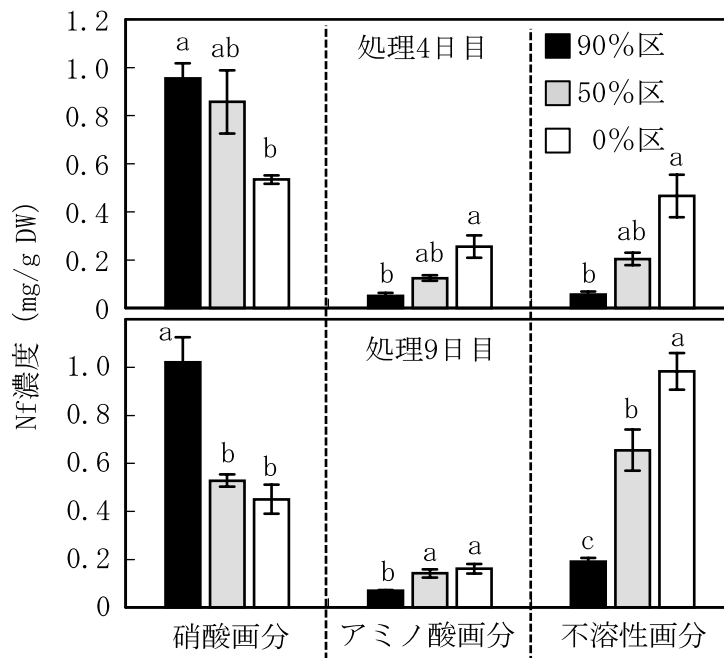 Nf濃度 (mg/g DW)
1.2
1.0
0.8
0.6
0.4
0.2
0
処理4日目
90%区
50%区
0%区
a ab b
b ab a
b ab a
1.0
0.8
0.6
0.4
0.2
0
処理9日目
a b b
b a a
c b a
硝酸画分 アミノ酸画分 不溶性画分